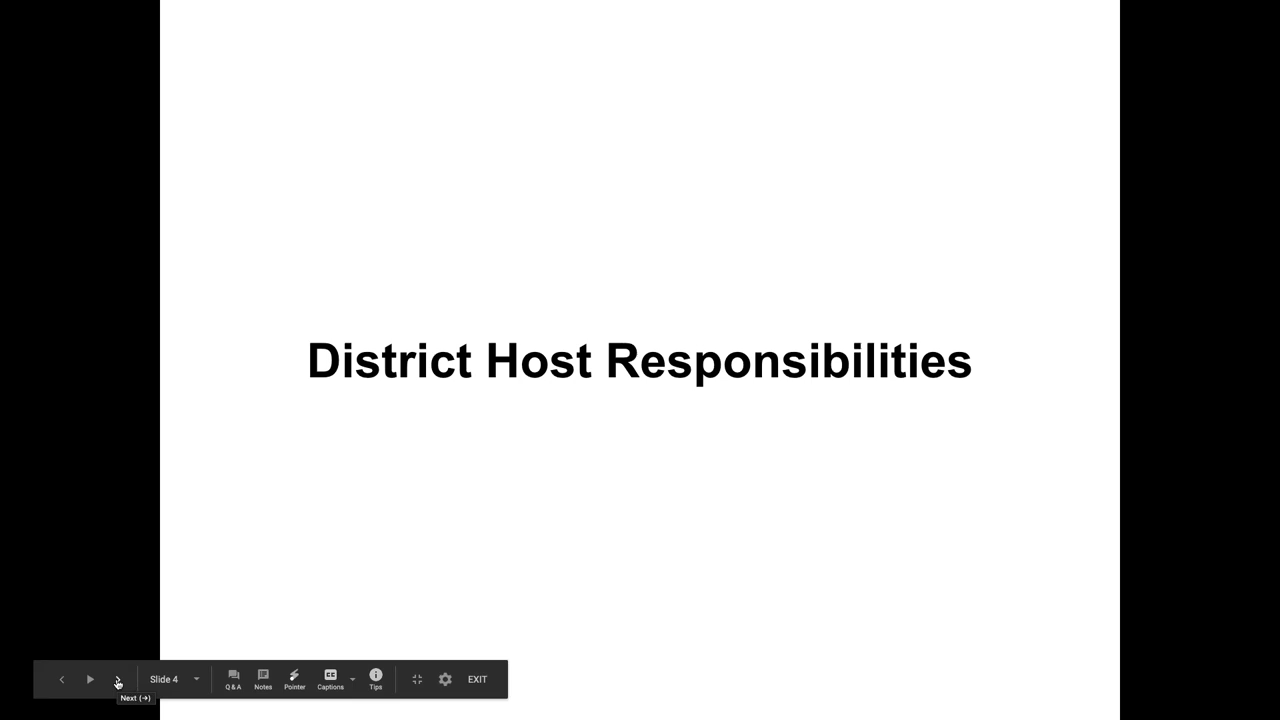 District Host Responsibilities
Slide 4
Q & A
Notes
Pointer
Captions
Tips
EXIT
Next (→)